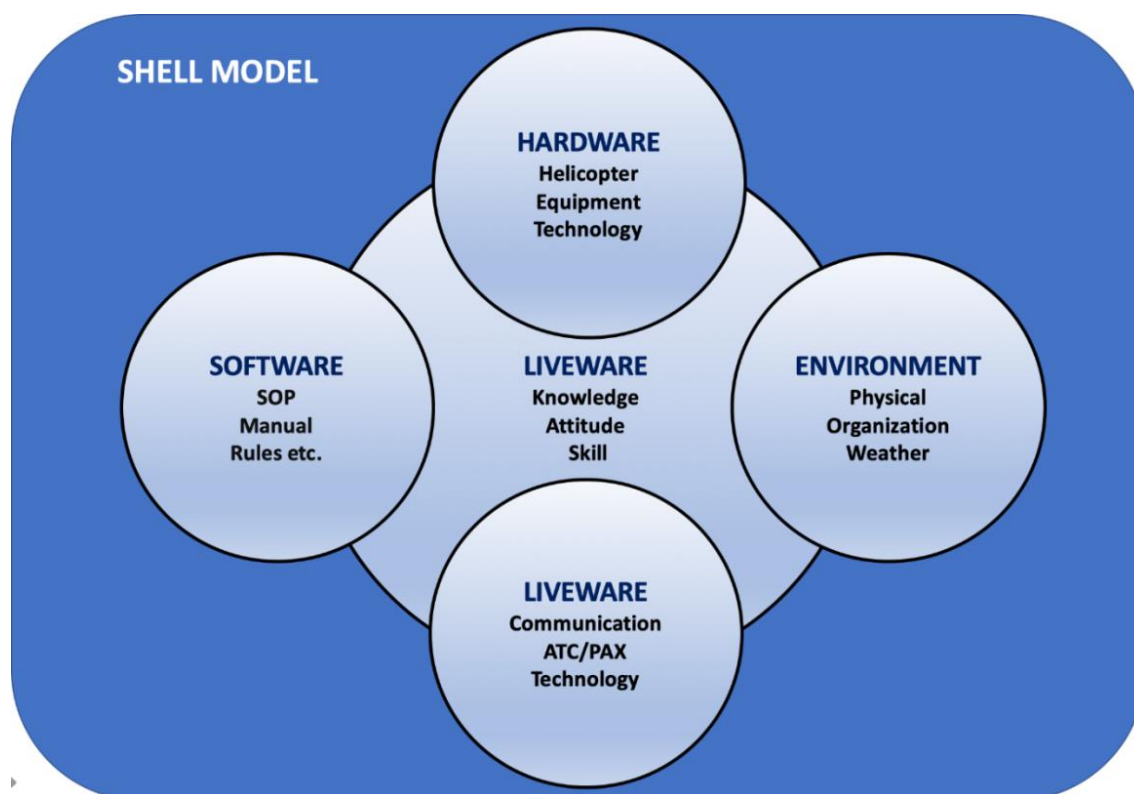 SHELL MODEL
HARDWARE
Helicopter
Equipment
Technology
SOFTWARE
SOP
Manual
Rules etc.
LIVEWARE
Knowledge
Attitude
Skill
ENVIRONMENT
Physical
Organization
Weather
LIVEWARE
Communication
ATC/PAX
Technology